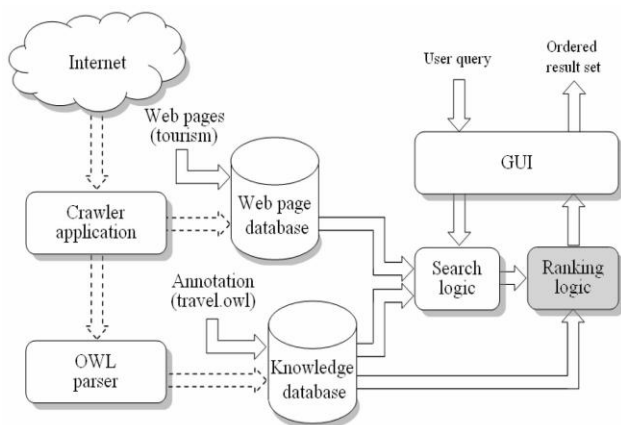 Internet
User query
Ordered
result set
Web pages
(tourism)
GUI
Crawler
application
Web page
database
Search
logic
Ranking
logic
Annotation
(travel.owl)
OWL
parser
Knowledge
database